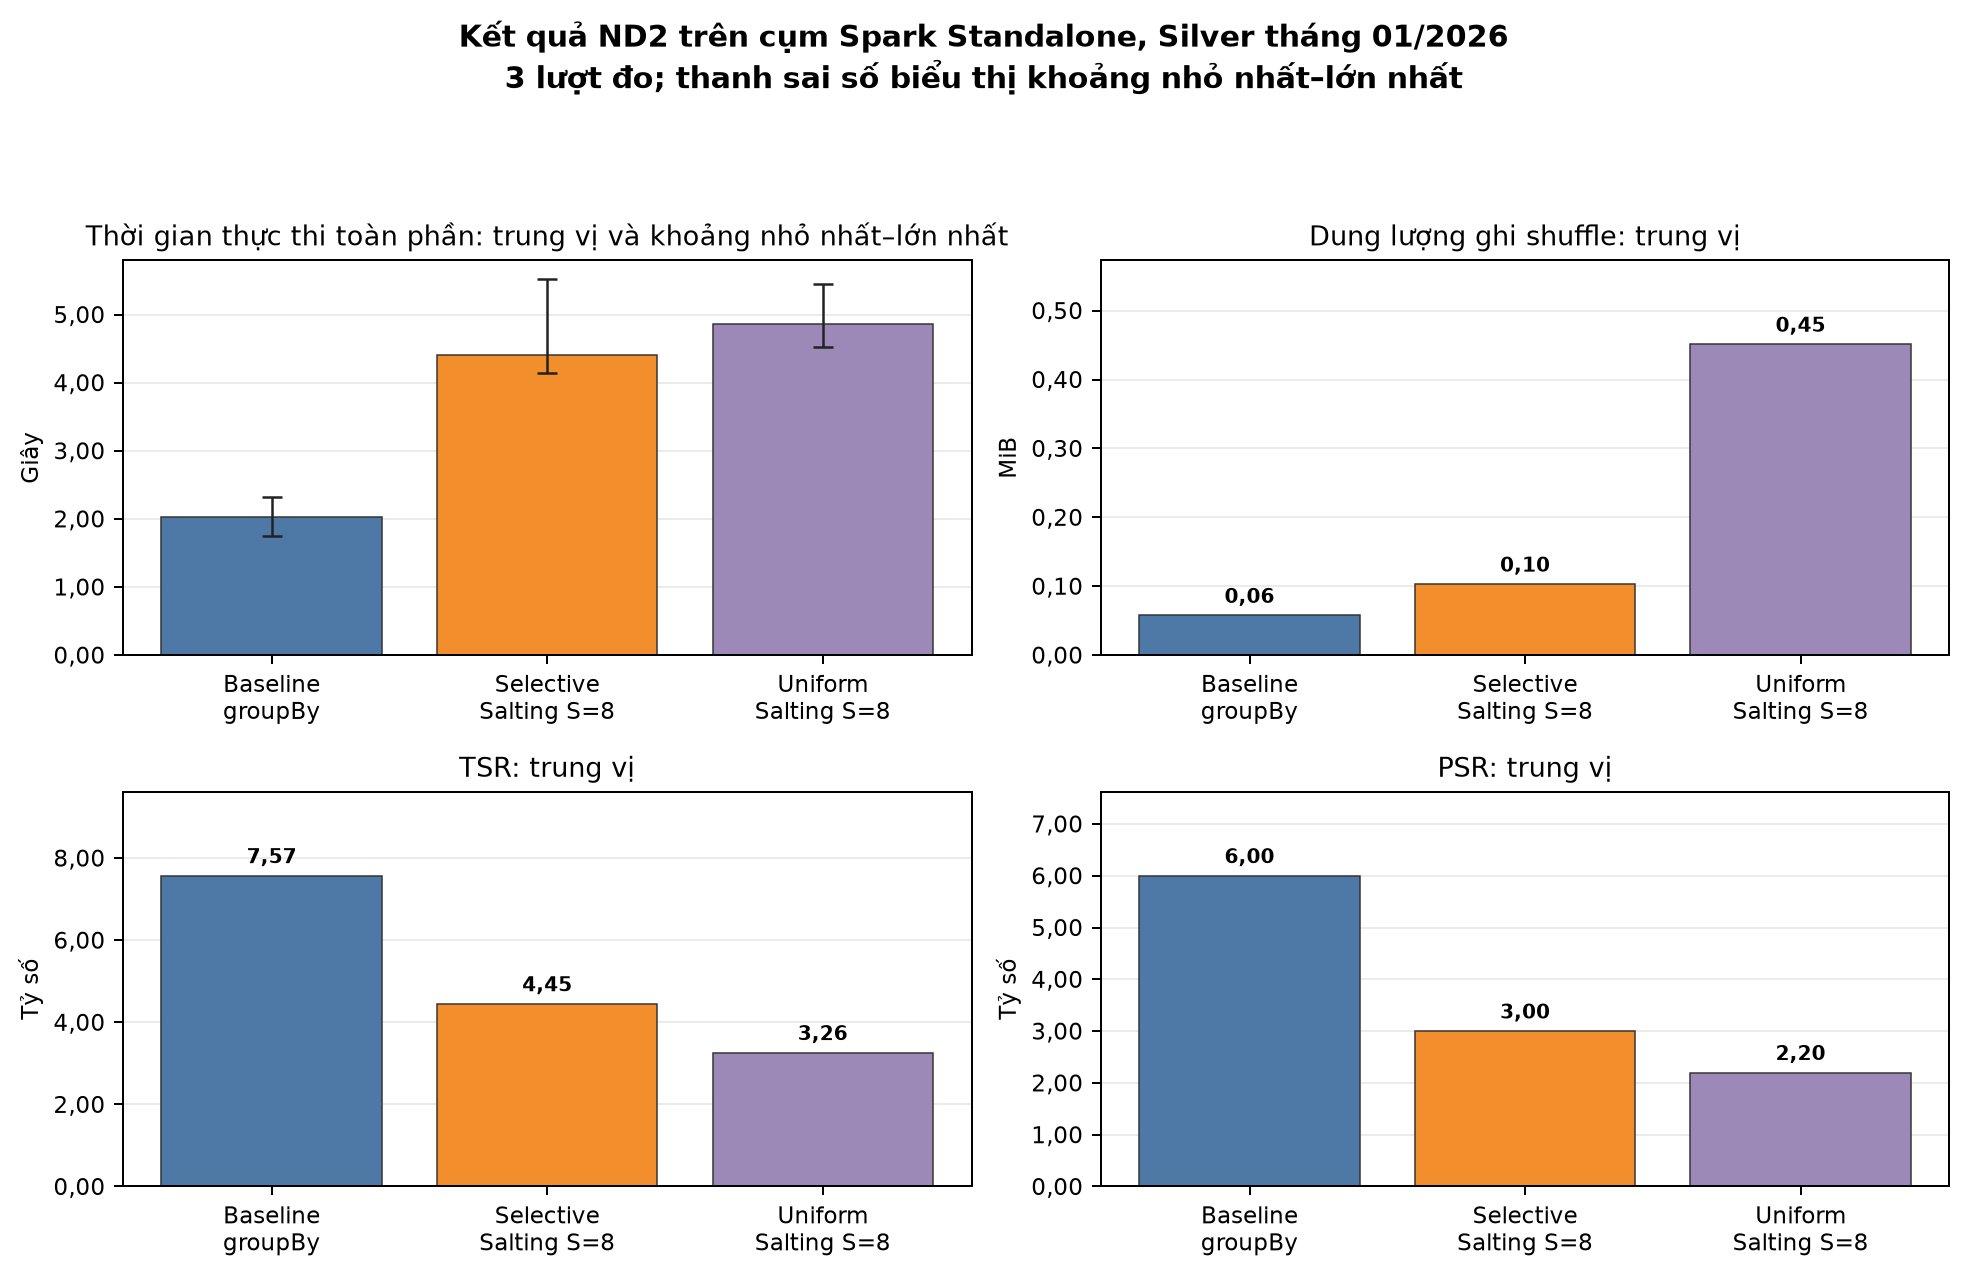 Kết quả ND2 trên cụm Spark Standalone, Silver tháng 01/2026
3 lượt đo; thanh sai số biểu thị khoảng nhỏ nhất–lớn nhất
Thời gian thực thi toàn phần: trung vị và khoảng nhỏ nhất–lớn nhất
Giây
5,00
4,00
3,00
2,00
1,00
0,00
Baseline
groupBy
Selective
Salting S=8
Uniform
Salting S=8
Dung lượng ghi shuffle: trung vị
MiB
0,50
0,40
0,30
0,20
0,10
0,00
0,06
0,10
0,45
Baseline
groupBy
Selective
Salting S=8
Uniform
Salting S=8
TSR: trung vị
Tỷ số
8,00
6,00
4,00
2,00
0,00
7,57
4,45
3,26
Baseline
groupBy
Selective
Salting S=8
Uniform
Salting S=8
PSR: trung vị
Tỷ số
7,00
6,00
5,00
4,00
3,00
2,00
1,00
0,00
6,00
3,00
2,20
Baseline
groupBy
Selective
Salting S=8
Uniform
Salting S=8